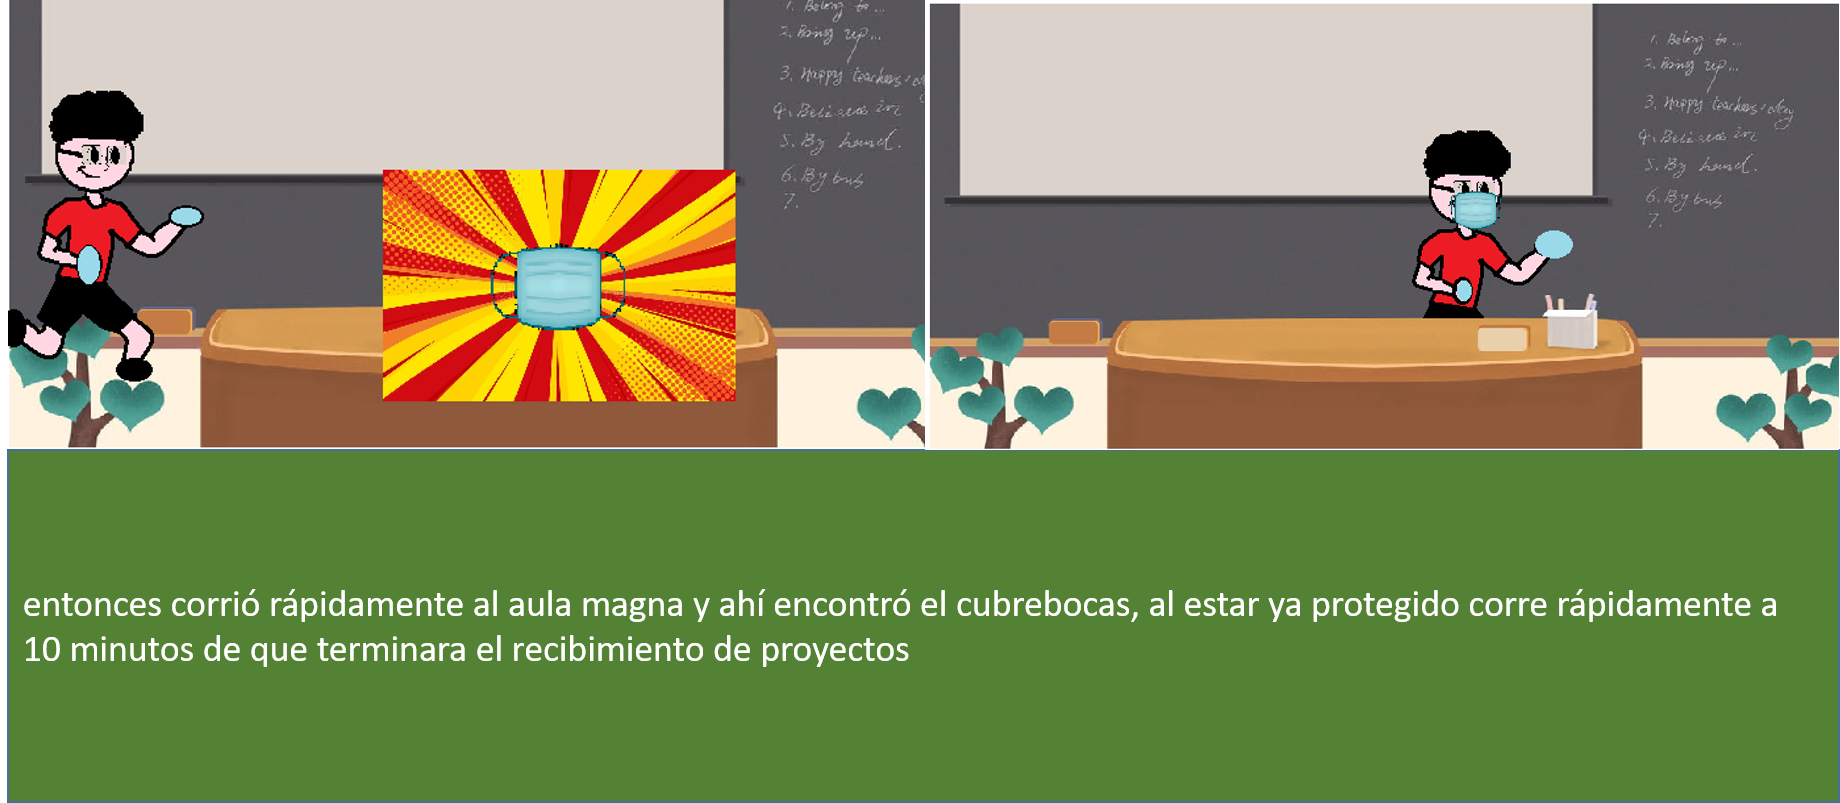 1. Belong to...
2. Bring up...
3. Happy teachers'
4. Believe in
5. By hand.
6. By bus
7.
1. Belong to...
2. Bring up...
3. Happy teachers' day
4. Believe in
5. By hand.
6. By bus
7.
entonces corrió rápidamente al aula magna y ahí encontró el cubrebocas, al estar ya protegido corre rápidamente a
10 minutos de que terminara el recibimiento de proyectos